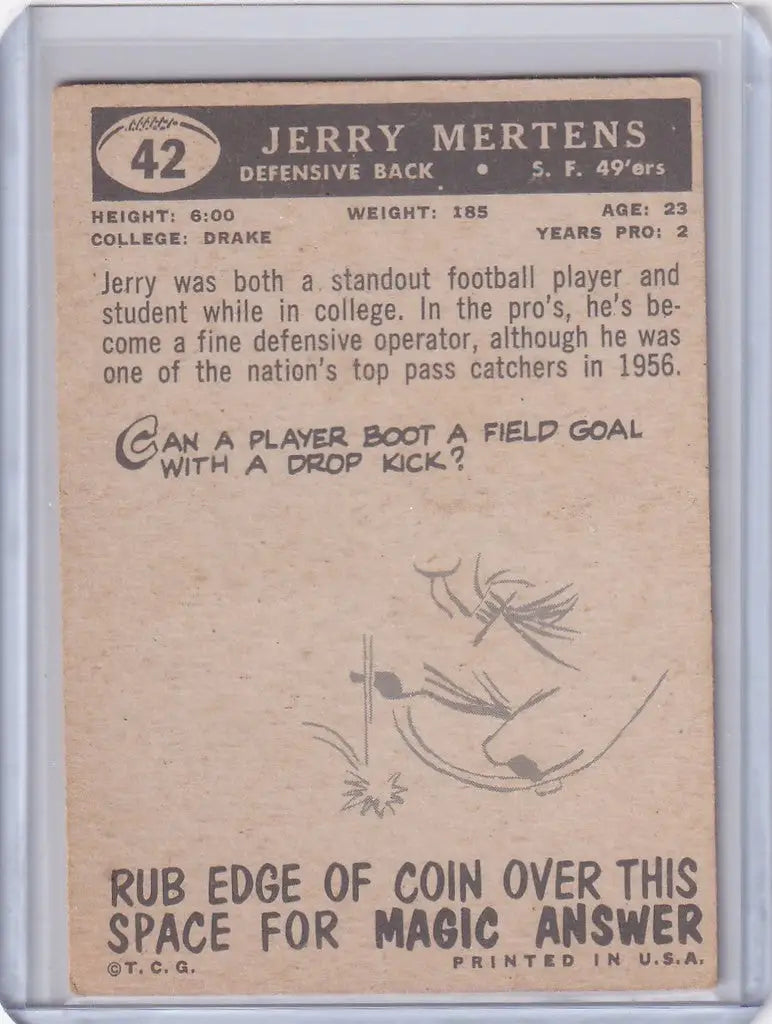 42
JERRY MERTENS
DEFENSIVE BACK • S. F. 49'ers
HEIGHT: 6:00 WEIGHT: 185 AGE: 23
COLLEGE: DRAKE YEARS PRO: 2
Jerry was both a standout football player and
student while in college. In the pro's, he's be-
come a fine defensive operator, although he was
one of the nation's top pass catchers in 1956.
CAN A PLAYER BOOT A FIELD GOAL
WITH A DROP KICK?
RUB EDGE OF COIN OVER THIS
SPACE FOR MAGIC ANSWER
©T. C. G. PRINTED IN U.S.A.